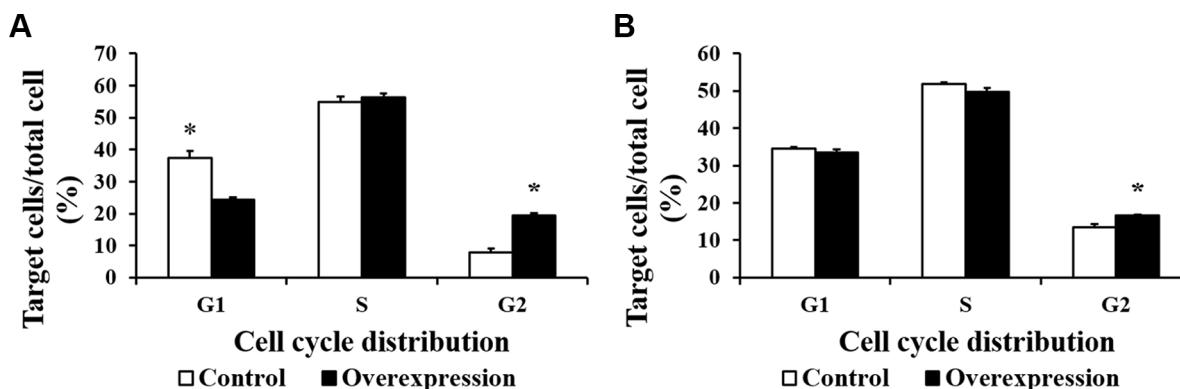 A
Target cells/total cell
(%)
70
60
50
40
30
20
10
0
*
*
G1 S G2
Cell cycle distribution
Control Overexpression
B
Target cells/total cell
(%)
60
50
40
30
20
10
0
*
G1 S G2
Cell cycle distribution
Control Overexpression